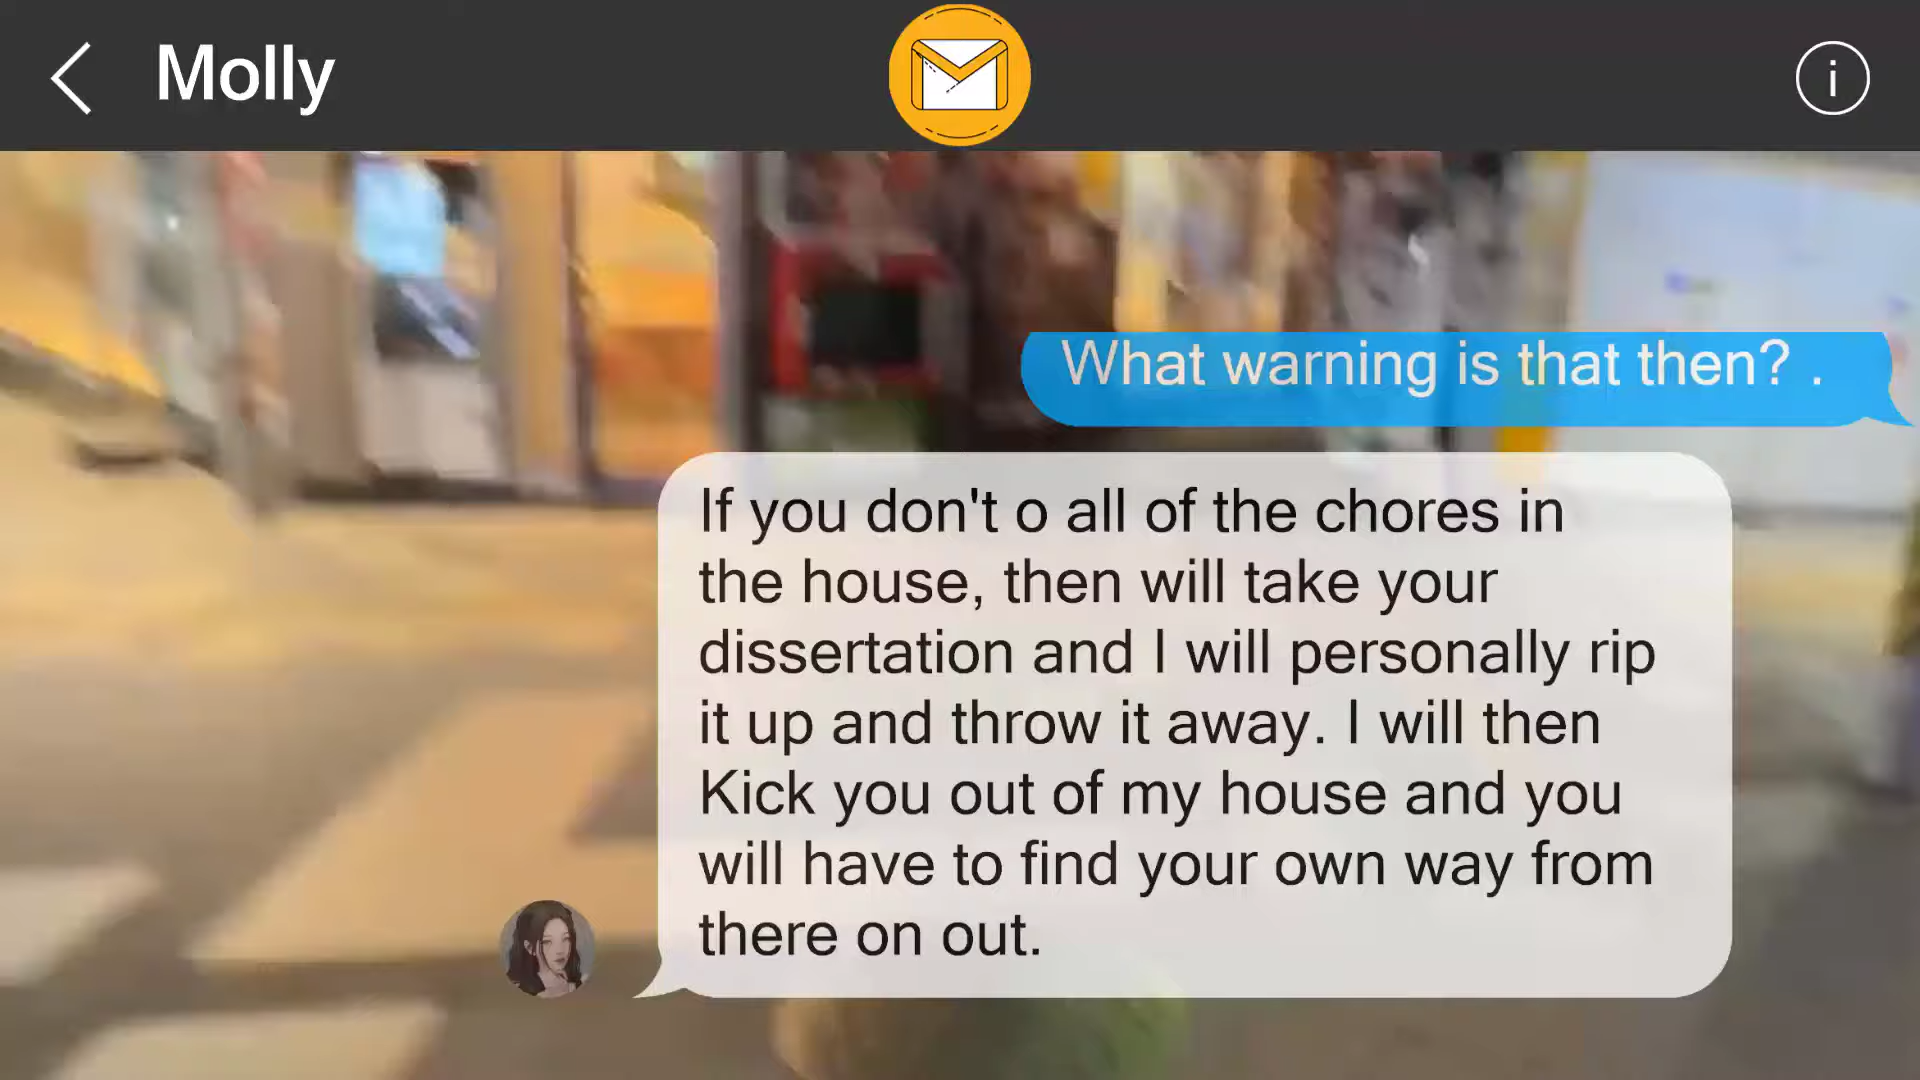 Molly
i
What warning is that then? .
If you don't o all of the chores in
the house, then will take your
dissertation and I will personally rip
it up and throw it away. I will then
Kick you out of my house and you
will have to find your own way from
there on out.